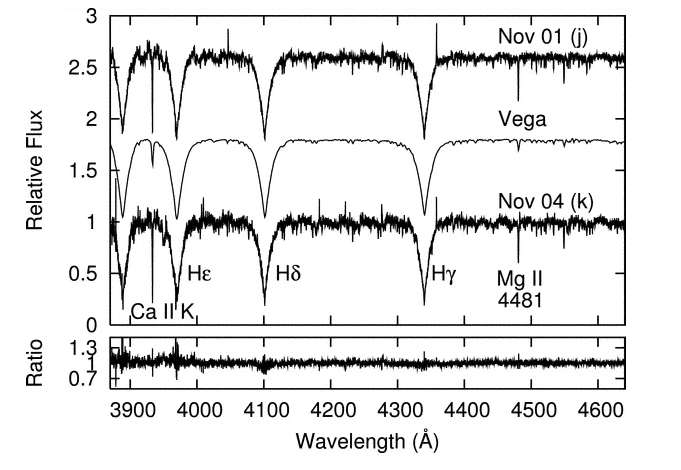 3
Nov 01 (j)
2.5
2
Vega
1.5
Relative Flux
Nov 04 (k)
1
Hε
Hδ
Hγ
0.5
Mg II
4481
Ca II K
0
1.3
1
0.7
Ratio
3900 4000 4100 4200 4300 4400 4500 4600
Wavelength (Å)